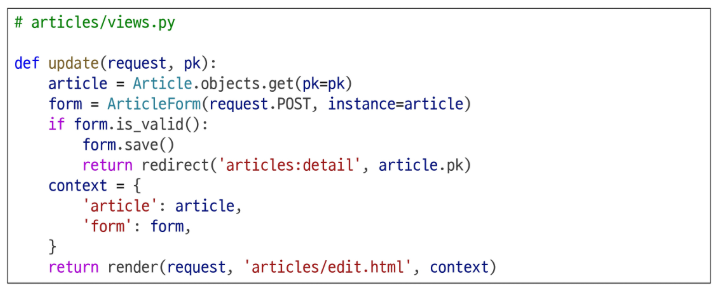 # articles/views.py

def update(request, pk):
    article = Article.objects.get(pk=pk)
    form = ArticleForm(request.POST, instance=article)
    if form.is_valid():
        form.save()
        return redirect('articles:detail', article.pk)
    context = {
        'article': article,
        'form': form,
    }
    return render(request, 'articles/edit.html', context)